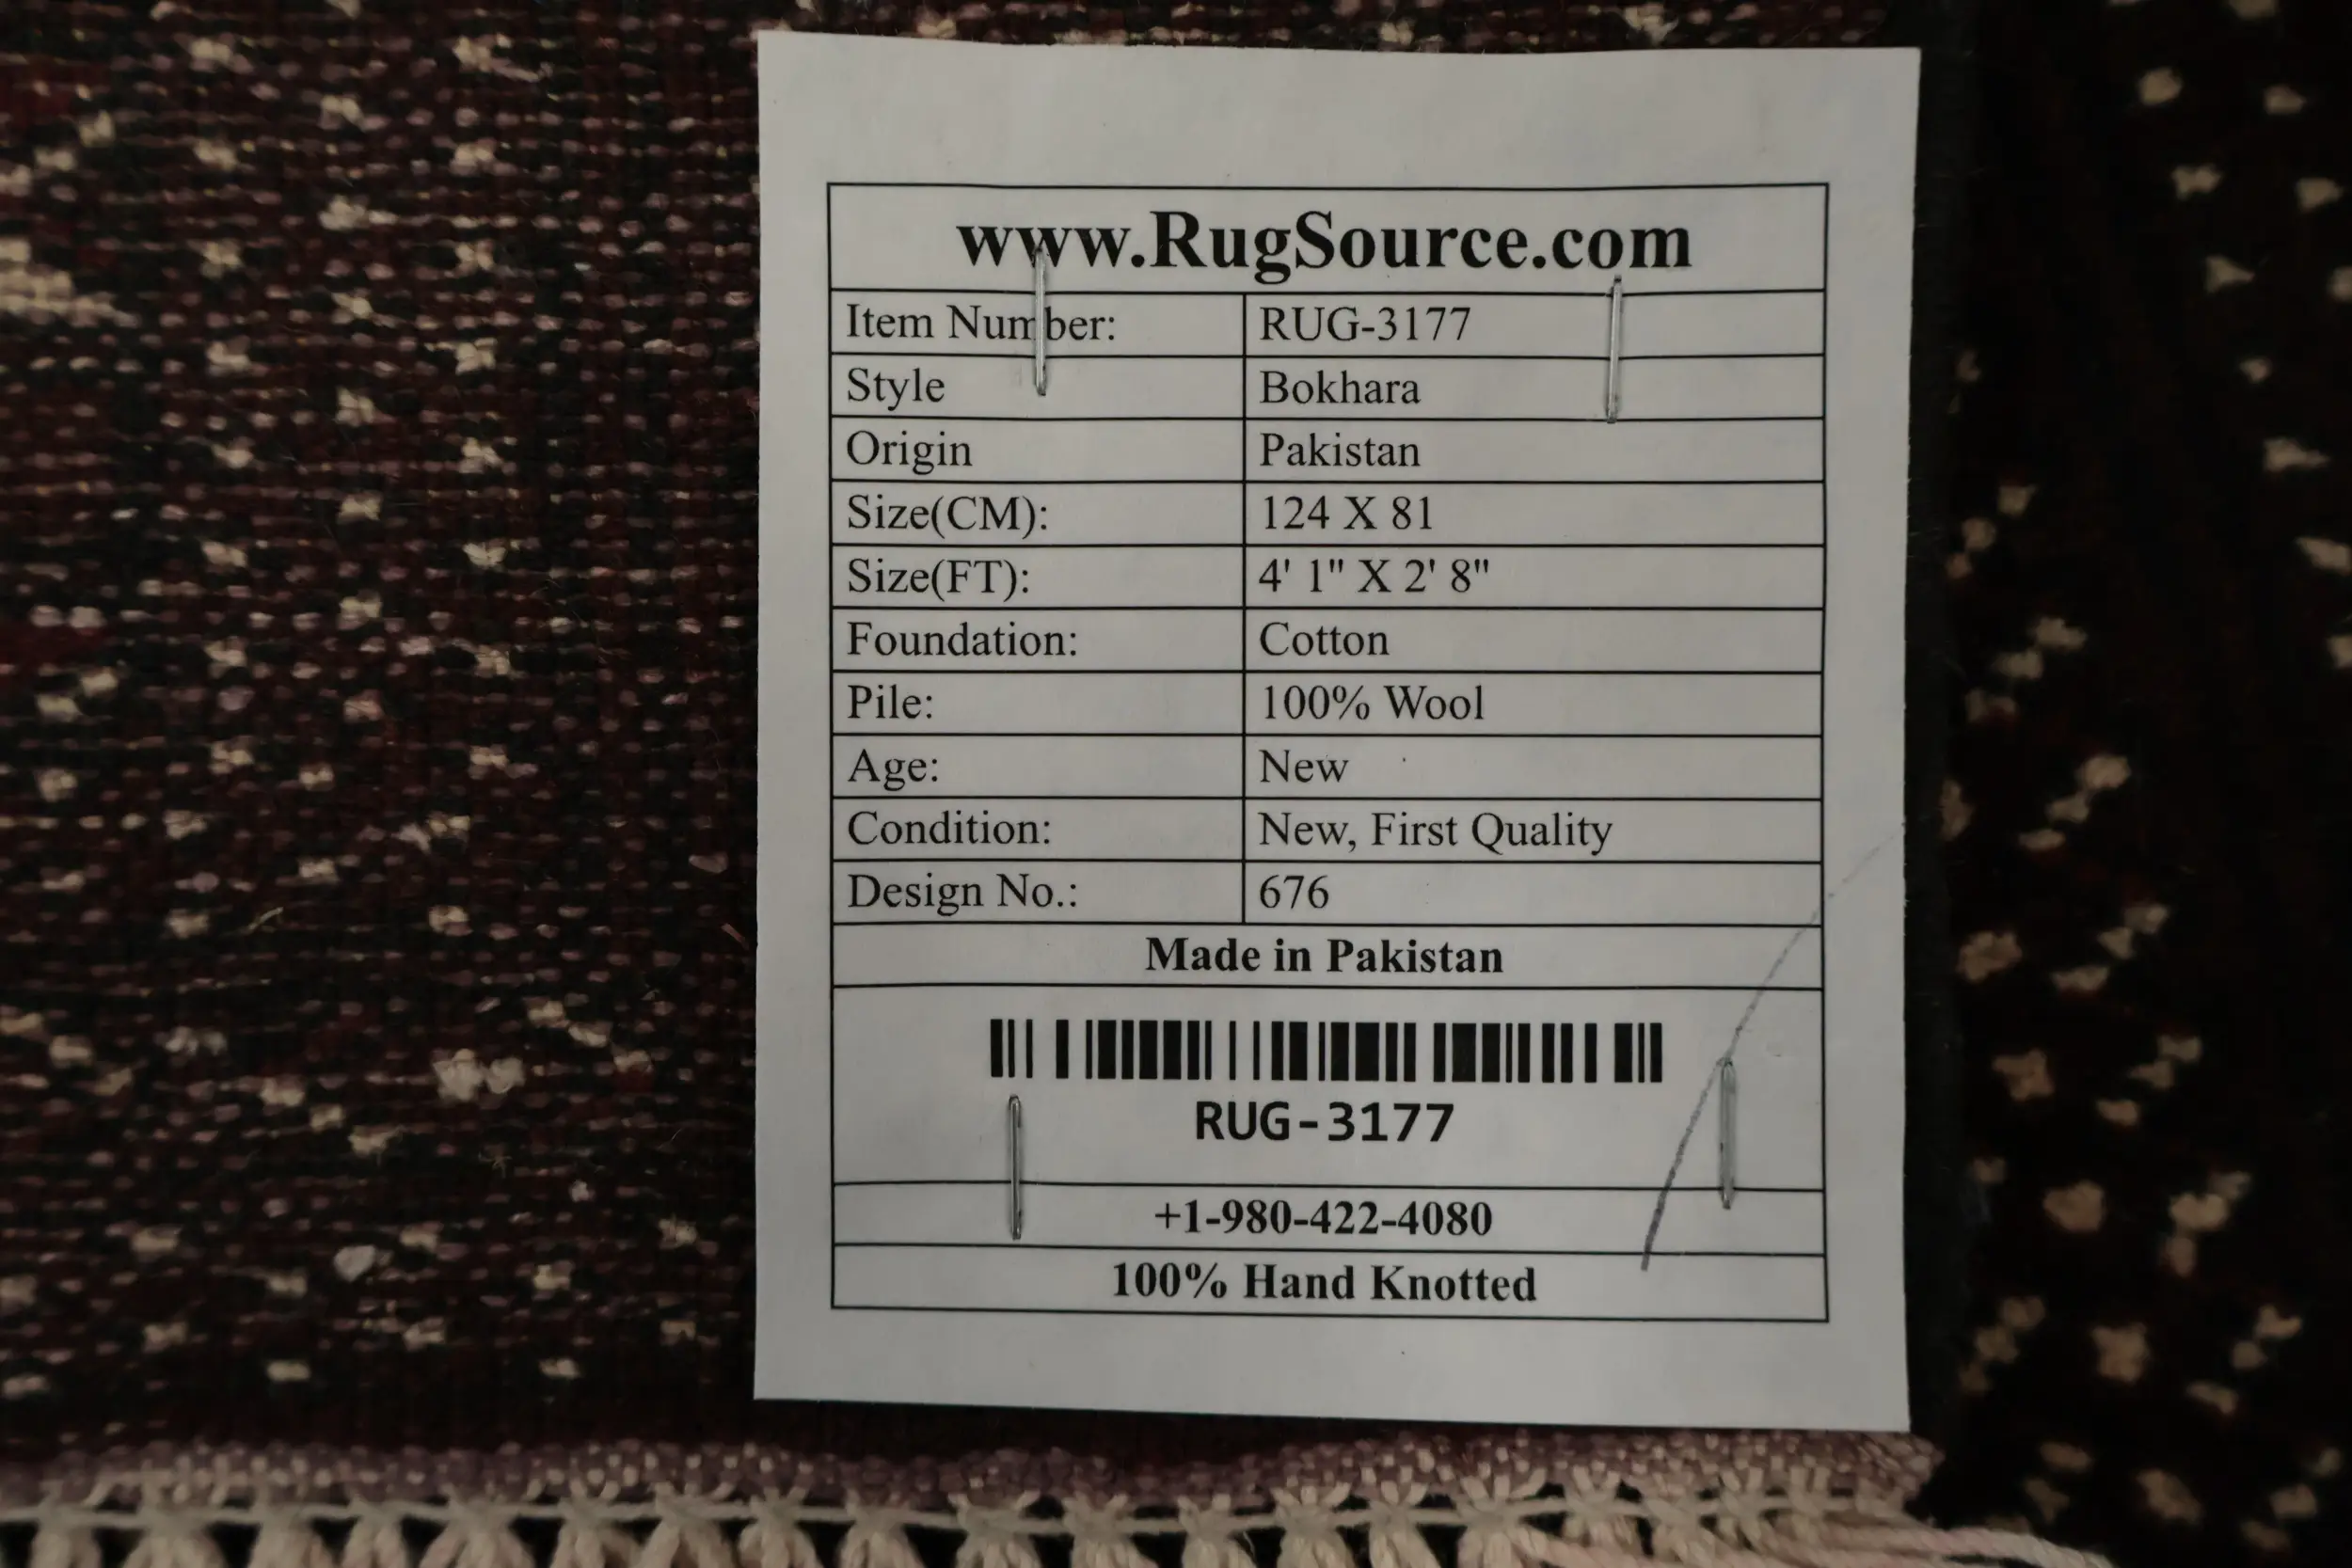 www.RugSource.com
Item Number: RUG-3177
Style Bokhara
Origin Pakistan
Size(CM): 124 X 81
Size(FT): 4' 1" X 2' 8"
Foundation: Cotton
Pile: 100% Wool
Age: New
Condition: New, First Quality
Design No.: 676
Made in Pakistan
RUG-3177
+1-980-422-4080
100% Hand Knotted